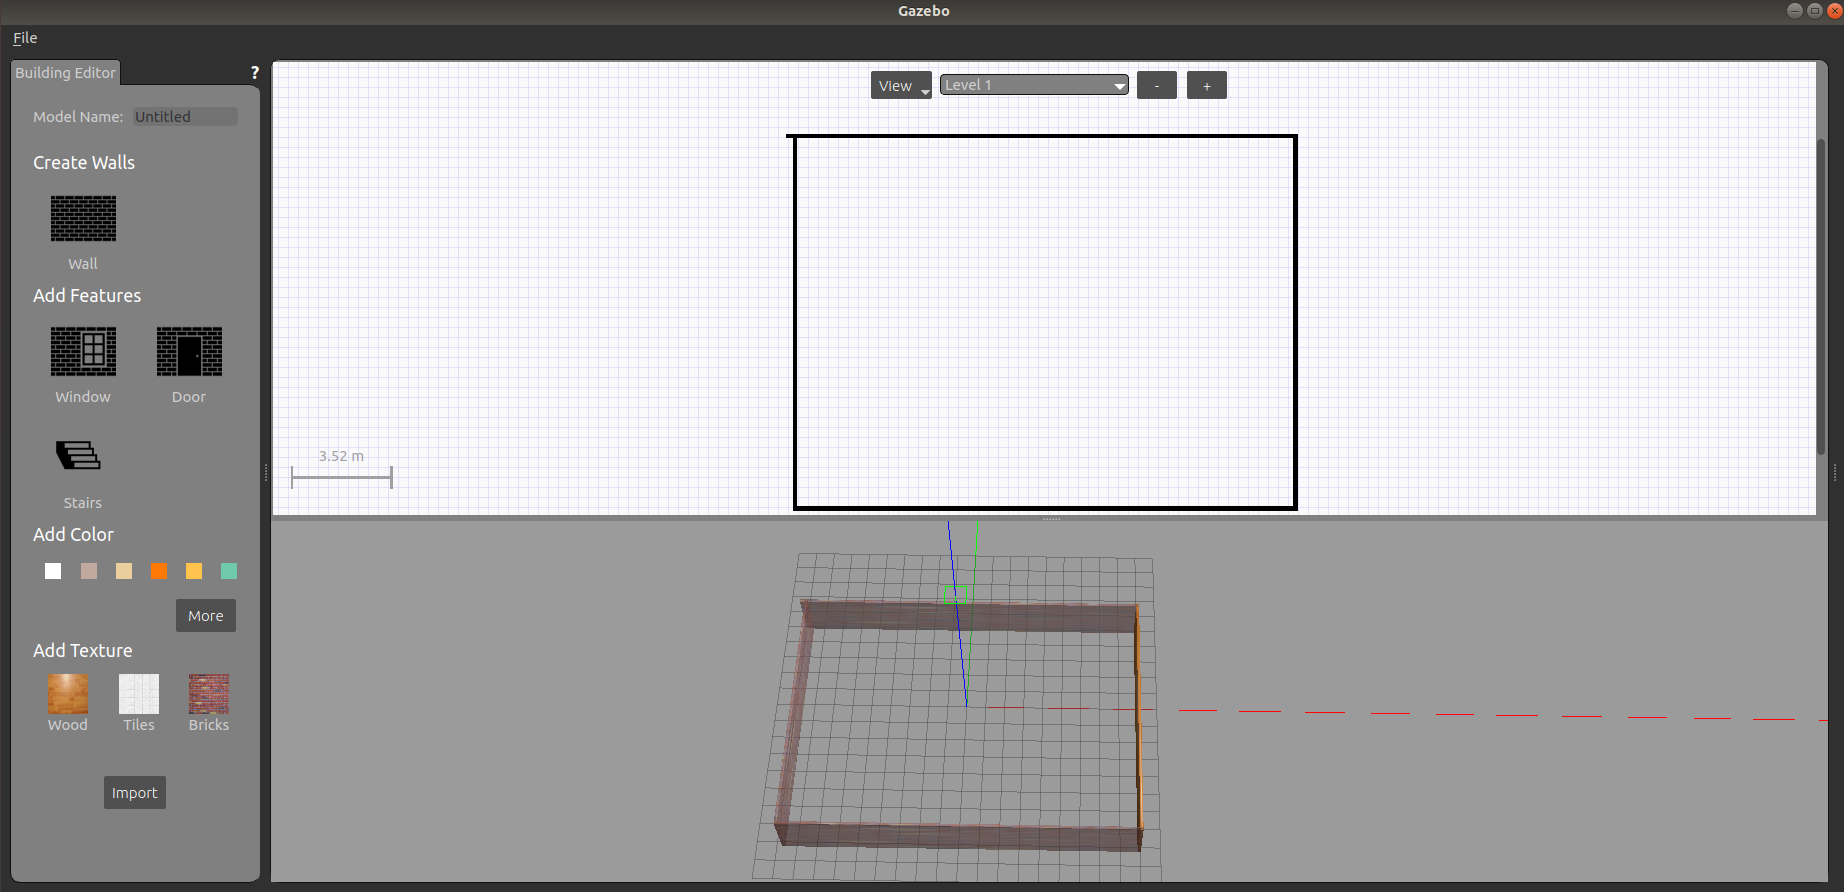 Gazebo
File
Building Editor
?
Model Name: Untitled
Create Walls
Wall
Add Features
Window Door
Stairs
Add Color
More
Add Texture
Wood Tiles Bricks
Import
View Level 1 - +
3.52 m